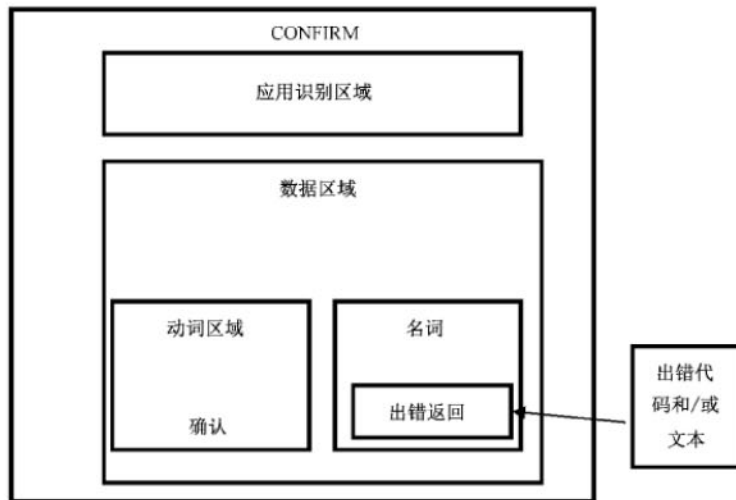 CONFIRM
应用识别区域
数据区域
动词区域
确认
名词
出错返回
出错代
码和/或
文本